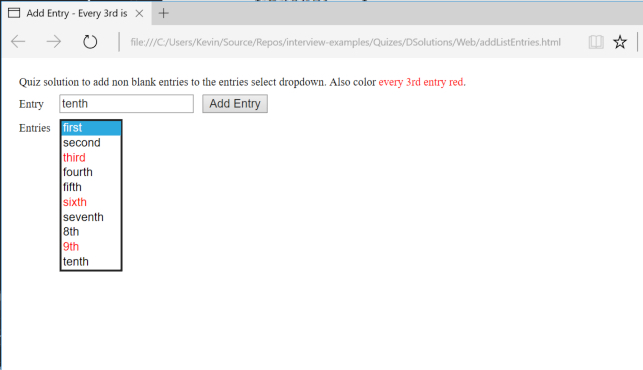 Add Entry - Every 3rd is
file:///C:/Users/Kevin/Source/Repos/interview-examples/Quizes/DSolutions/Web/addListEntries.html
Quiz solution to add non blank entries to the entries select dropdown. Also color every 3rd entry red.
Entry tenth Add Entry
Entries first
second
third
fourth
fifth
sixth
seventh
8th
9th
tenth